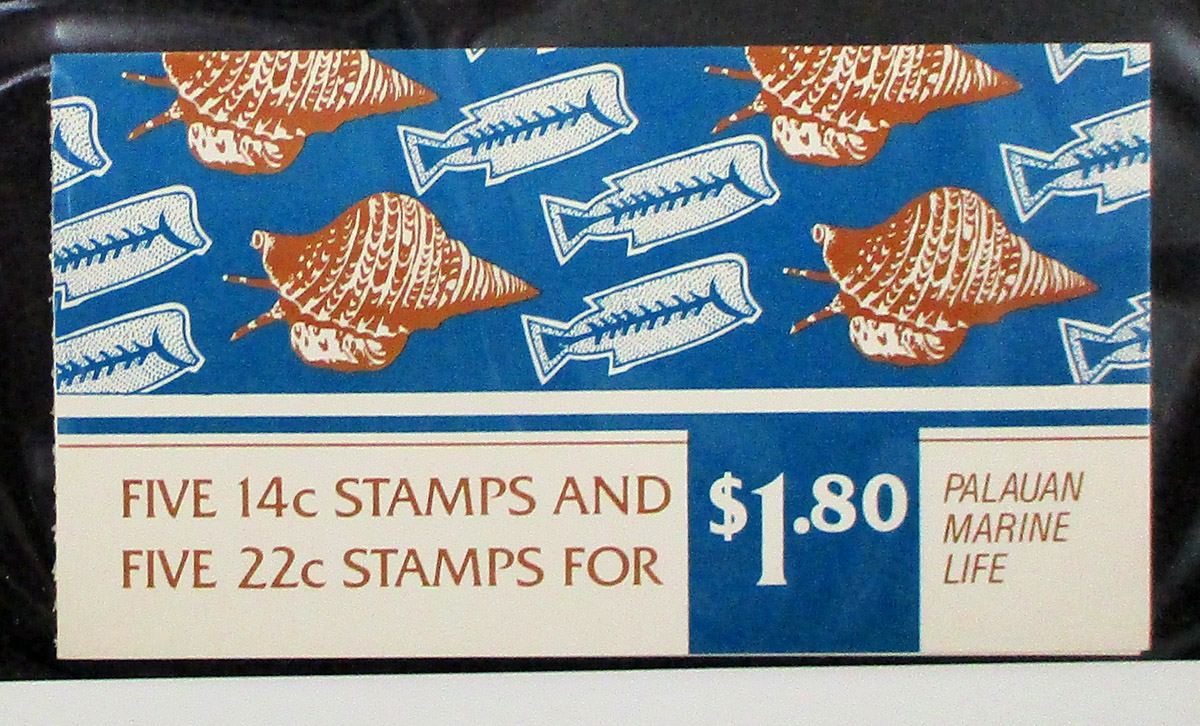 FIVE 14c STAMPS AND
FIVE 22c STAMPS FOR
$1.80
PALAUAN
MARINE
LIFE